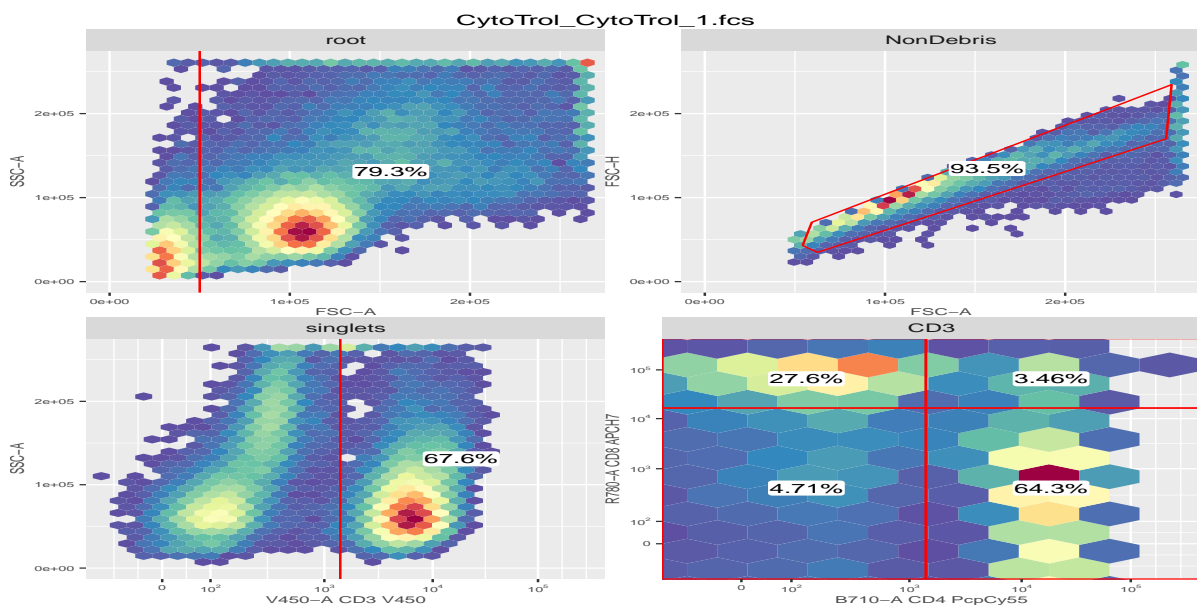 CytoTrol_CytoTrol_1.fcs
root
NonDebris
SSC-A
2e+05
1e+05
0e+00
79.3%
0e+00
1e+05
2e+05
FSC-A
FSC-H
2e+05
1e+05
0e+00
93.5%
0e+00
1e+05
2e+05
FSC-A
singlets
CD3
SSC-A
2e+05
1e+05
0e+00
67.6%
0
10²
10³
10⁴
V450-A CD3 V450
R780-A CD8 APCH7
10⁵
10⁴
10³
10²
0
27.6%
3.46%
4.71%
64.3%
0
10²
10³
10⁴
10⁵
B710-A CD4 PcpCy55